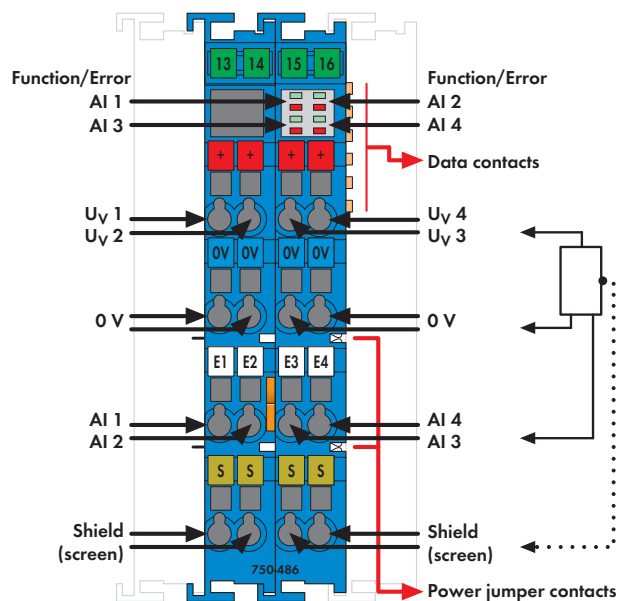 13 14 15 16
Function/Error
AI 1
AI 3
Function/Error
AI 2
AI 4
+ + + +
Data contacts
UV 1
UV 2
UV 4
UV 3
0V 0V 0V 0V
0 V
0 V
E1 E2 E3 E4
AI 1
AI 2
AI 4
AI 3
S S S S
Shield
(screen)
Shield
(screen)
750-486
Power jumper contacts